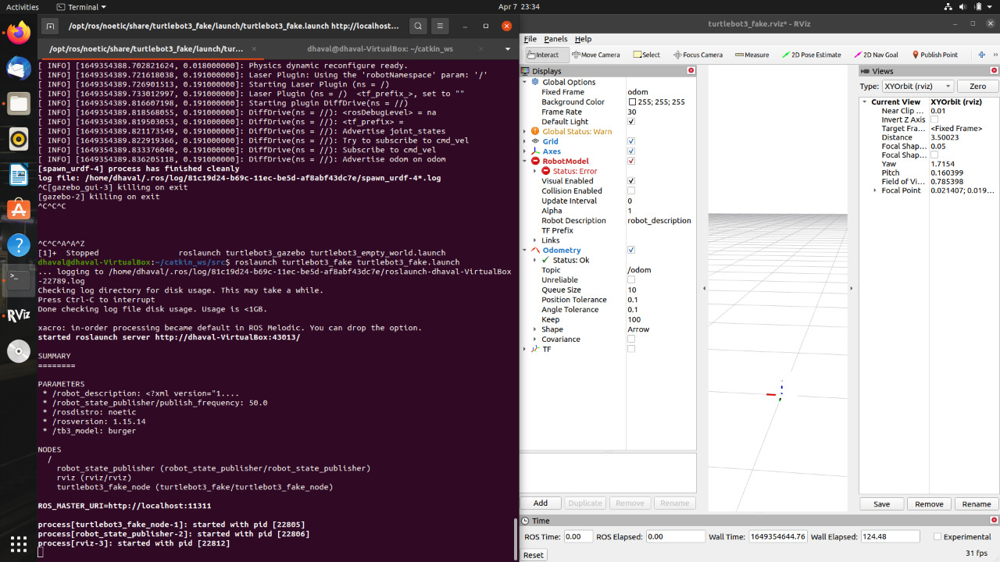 Activities
Terminal
Apr 7 23:34
/opt/ros/noetic/share/turtlebot3_fake/launch/turtlebot3_fake.launch http://localhost...
/opt/ros/noetic/share/turtlebot3_fake/launch/tur...
dhaval@dhaval-VirtualBox: ~/catkin_ws
[ INFO] [1649354388.702821624, 0.018000000]: Physics dynamic reconfigure ready.
[ INFO] [1649354389.721618038, 0.191000000]: Laser Plugin: Using the 'robotNamespace' param: '/'
[ INFO] [1649354389.726901513, 0.191000000]: Starting Laser Plugin (ns = /)
[ INFO] [1649354389.733012997, 0.191000000]: Laser Plugin (ns = /)  <tf_prefix_>, set to ""
[ INFO] [1649354389.816607198, 0.191000000]: Starting plugin DiffDrive(ns = //)
[ INFO] [1649354389.818568055, 0.191000000]: DiffDrive(ns = //): <rosDebugLevel> = na
[ INFO] [1649354389.819503053, 0.191000000]: DiffDrive(ns = //): <tf_prefix> =
[ INFO] [1649354389.821173549, 0.191000000]: DiffDrive(ns = //): Advertise joint_states
[ INFO] [1649354389.822919366, 0.191000000]: DiffDrive(ns = //): Try to subscribe to cmd_vel
[ INFO] [1649354389.833376040, 0.191000000]: DiffDrive(ns = //): Subscribe to cmd_vel
[ INFO] [1649354389.836205118, 0.191000000]: DiffDrive(ns = //): Advertise odom on odom
[spawn_urdf-4] process has finished cleanly
log file: /home/dhaval/.ros/log/81c19d24-b69c-11ec-be5d-af8abf43dc7e/spawn_urdf-4*.log
^C[gazebo_gui-3] killing on exit
[gazebo-2] killing on exit
^C^C^C
^C^C^A^A^Z
[1]+  Stopped                 roslaunch turtlebot3_gazebo turtlebot3_empty_world.launch
dhaval@dhaval-VirtualBox:~/catkin_ws/src$ roslaunch turtlebot3_fake turtlebot3_fake.launch
... logging to /home/dhaval/.ros/log/81c19d24-b69c-11ec-be5d-af8abf43dc7e/roslaunch-dhaval-VirtualBox
-22789.log
Checking log directory for disk usage. This may take a while.
Press Ctrl-C to interrupt
Done checking log file disk usage. Usage is <1GB.
xacro: in-order processing became default in ROS Melodic. You can drop the option.
started roslaunch server http://dhaval-VirtualBox:43013/
SUMMARY
========
PARAMETERS
* /robot_description: <?xml version="1....
* /robot_state_publisher/publish_frequency: 50.0
* /rosdistro: noetic
* /rosversion: 1.15.14
* /tb3_model: burger
NODES
/
robot_state_publisher (robot_state_publisher/robot_state_publisher)
rviz (rviz/rviz)
turtlebot3_fake_node (turtlebot3_fake/turtlebot3_fake_node)
ROS_MASTER_URI=http://localhost:11311
process[turtlebot3_fake_node-1]: started with pid [22805]
process[robot_state_publisher-2]: started with pid [22806]
process[rviz-3]: started with pid [22812]
RViz
turtlebot3_fake.rviz* - RViz
File Panels Help
Interact Move Camera Select Focus Camera Measure 2D Pose Estimate 2D Nav Goal Publish Point
Displays
Global Options
Fixed Frame odom
Background Color 255; 255; 255
Frame Rate 30
Default Light
Global Status: Warn
Grid
Axes
RobotModel
Status: Error
Visual Enabled
Collision Enabled
Update Interval 0
Alpha 1
Robot Description robot_description
TF Prefix
Links
Odometry
Status: Ok
Topic /odom
Unreliable
Queue Size 10
Position Tolerance 0.1
Angle Tolerance 0.1
Keep 100
Shape Arrow
Covariance
TF
Add Duplicate Remove Rename
Views
Type: XYOrbit (rviz) Zero
Current View XYOrbit (rviz)
Near Clip ... 0.01
Invert Z Axis
Target Fra... <Fixed Frame>
Distance 3.50023
Focal Shap... 0.05
Focal Shap...
Yaw 1.7154
Pitch 0.160399
Field of Vi... 0.785398
Focal Point 0.021407; 0.019...
Save Remove Rename
Time
ROS Time: 0.00 ROS Elapsed: 0.00 Wall Time: 1649354644.76 Wall Elapsed: 124.48 Experimental
Reset
31 fps